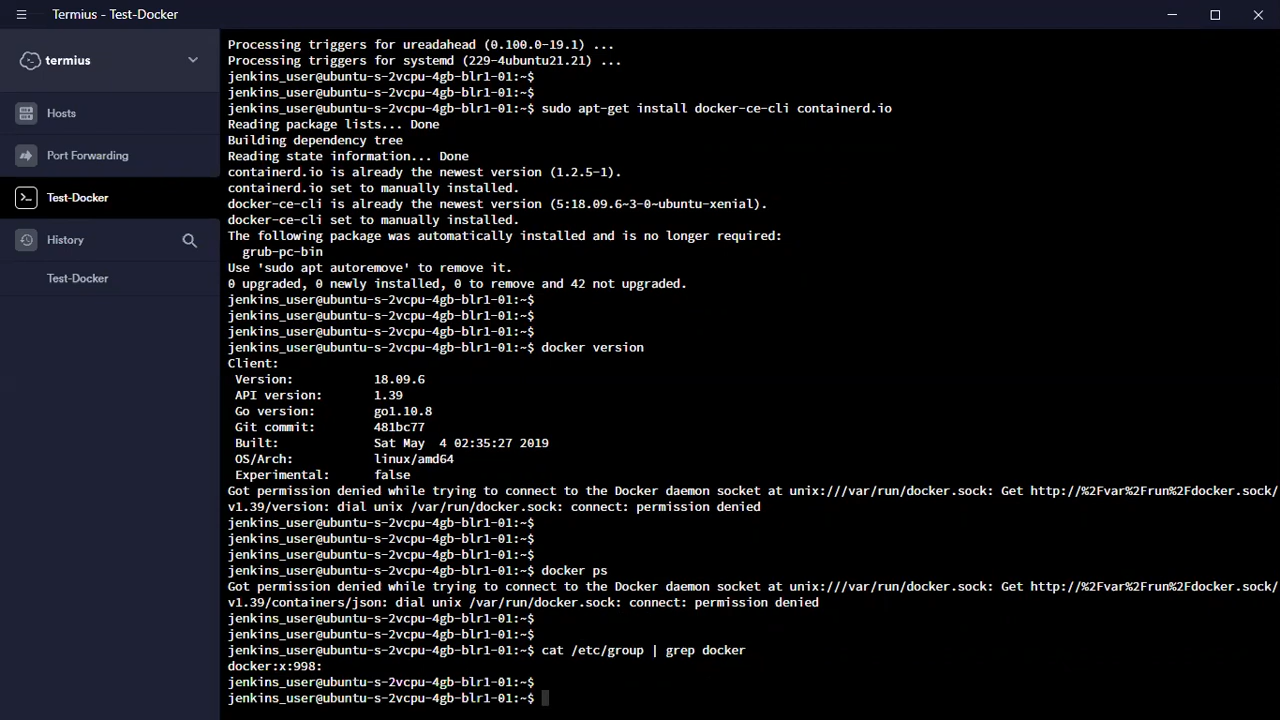 Termius - Test-Docker
termius
Hosts
Port Forwarding
Test-Docker
History
Test-Docker
Processing triggers for ureadahead (0.100.0-19.1) ...
Processing triggers for systemd (229-4ubuntu21.21) ...
jenkins_user@ubuntu-s-2vcpu-4gb-blr1-01:~$
jenkins_user@ubuntu-s-2vcpu-4gb-blr1-01:~$
jenkins_user@ubuntu-s-2vcpu-4gb-blr1-01:~$ sudo apt-get install docker-ce-cli containerd.io
Reading package lists... Done
Building dependency tree
Reading state information... Done
containerd.io is already the newest version (1.2.5-1).
containerd.io set to manually installed.
docker-ce-cli is already the newest version (5:18.09.6~3-0~ubuntu-xenial).
docker-ce-cli set to manually installed.
The following package was automatically installed and is no longer required:
  grub-pc-bin
Use 'sudo apt autoremove' to remove it.
0 upgraded, 0 newly installed, 0 to remove and 42 not upgraded.
jenkins_user@ubuntu-s-2vcpu-4gb-blr1-01:~$
jenkins_user@ubuntu-s-2vcpu-4gb-blr1-01:~$
jenkins_user@ubuntu-s-2vcpu-4gb-blr1-01:~$
jenkins_user@ubuntu-s-2vcpu-4gb-blr1-01:~$ docker version
Client:
 Version:           18.09.6
 API version:       1.39
 Go version:        go1.10.8
 Git commit:        481bc77
 Built:             Sat May  4 02:35:27 2019
 OS/Arch:           linux/amd64
 Experimental:      false
Got permission denied while trying to connect to the Docker daemon socket at unix:///var/run/docker.sock: Get http://%2Fvar%2Frun%2Fdocker.sock/
v1.39/version: dial unix /var/run/docker.sock: connect: permission denied
jenkins_user@ubuntu-s-2vcpu-4gb-blr1-01:~$
jenkins_user@ubuntu-s-2vcpu-4gb-blr1-01:~$
jenkins_user@ubuntu-s-2vcpu-4gb-blr1-01:~$
jenkins_user@ubuntu-s-2vcpu-4gb-blr1-01:~$ docker ps
Got permission denied while trying to connect to the Docker daemon socket at unix:///var/run/docker.sock: Get http://%2Fvar%2Frun%2Fdocker.sock/
v1.39/containers/json: dial unix /var/run/docker.sock: connect: permission denied
jenkins_user@ubuntu-s-2vcpu-4gb-blr1-01:~$
jenkins_user@ubuntu-s-2vcpu-4gb-blr1-01:~$
jenkins_user@ubuntu-s-2vcpu-4gb-blr1-01:~$ cat /etc/group | grep docker
docker:x:998:
jenkins_user@ubuntu-s-2vcpu-4gb-blr1-01:~$
jenkins_user@ubuntu-s-2vcpu-4gb-blr1-01:~$